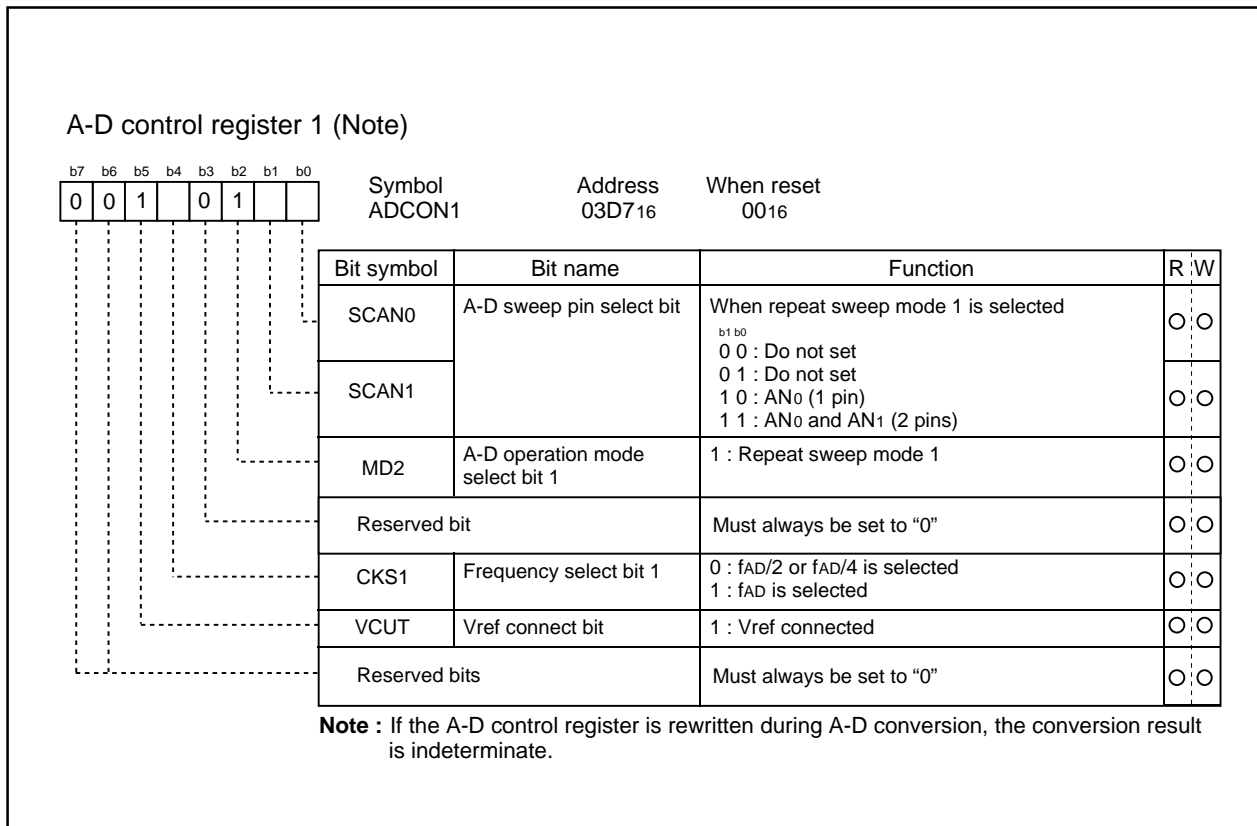 A-D control register 1 (Note)
b7 b6 b5 b4 b3 b2 b1 b0
0 0 1 0 1
Symbol Address When reset
ADCON1 03D716 0016
Bit symbol Bit name Function R W
SCAN0 A-D sweep pin select bit When repeat sweep mode 1 is selected
b1 b0
0 0 : Do not set
0 1 : Do not set
SCAN1 1 0 : AN0 (1 pin)
1 1 : AN0 and AN1 (2 pins)
MD2 A-D operation mode select bit 1 1 : Repeat sweep mode 1
Reserved bit Must always be set to “0”
CKS1 Frequency select bit 1 0 : fAD/2 or fAD/4 is selected
1 : fAD is selected
VCUT Vref connect bit 1 : Vref connected
Reserved bits Must always be set to “0”
Note : If the A-D control register is rewritten during A-D conversion, the conversion result
is indeterminate.